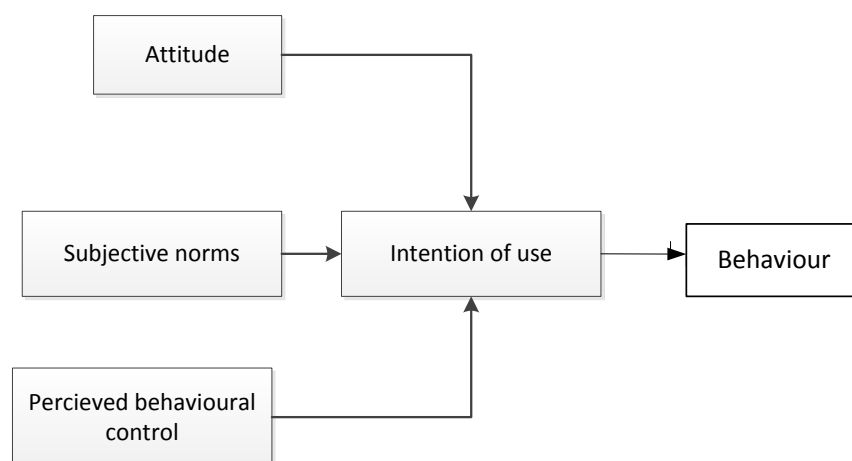 Attitude
Subjective norms
Intention of use
Behaviour
Percieved behavioural
control